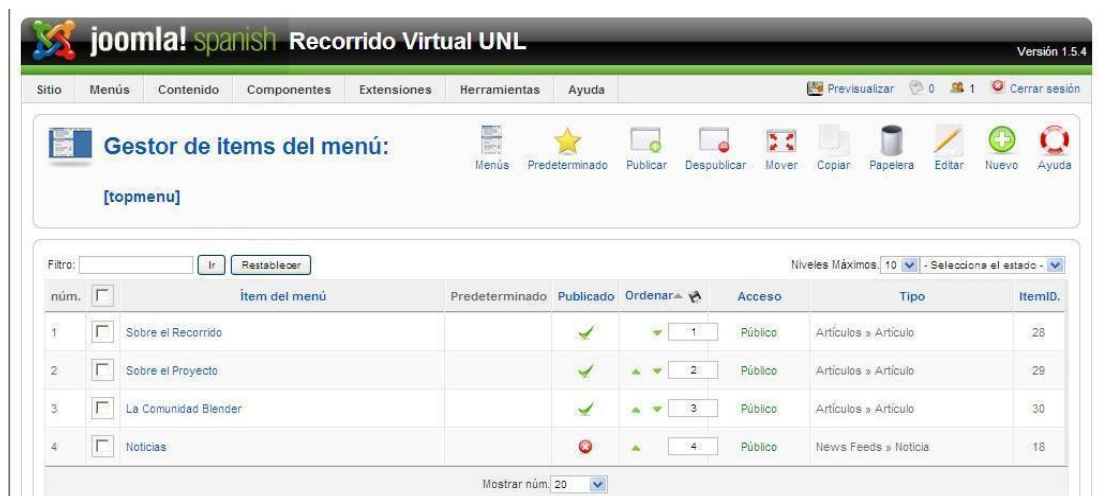 joomla! spanish Recorrido Virtual UNL
Versión 1.5.4
Sitio Menús Contenido Componentes Extensiones Herramientas Ayuda Previsualizar 0 1 Cerrar sesión
Gestor de items del menú:
[topmenu]
Menús Predeterminado Publicar Despublicar Mover Copiar Papelera Editar Nuevo Ayuda
Filtro: Ir Restablecer Niveles Máximos. 10 - Selecciona el estado -
núm. Ítem del menú Predeterminado Publicado Ordenar Acceso Tipo ItemID.
1 Sobre el Recorrido 1 Público Artículos » Artículo 28
2 Sobre el Proyecto 2 Público Artículos » Artículo 29
3 La Comunidad Blender 3 Público Artículos » Artículo 30
4 Noticias 4 Público News Feeds » Noticia 18
Mostrar núm. 20